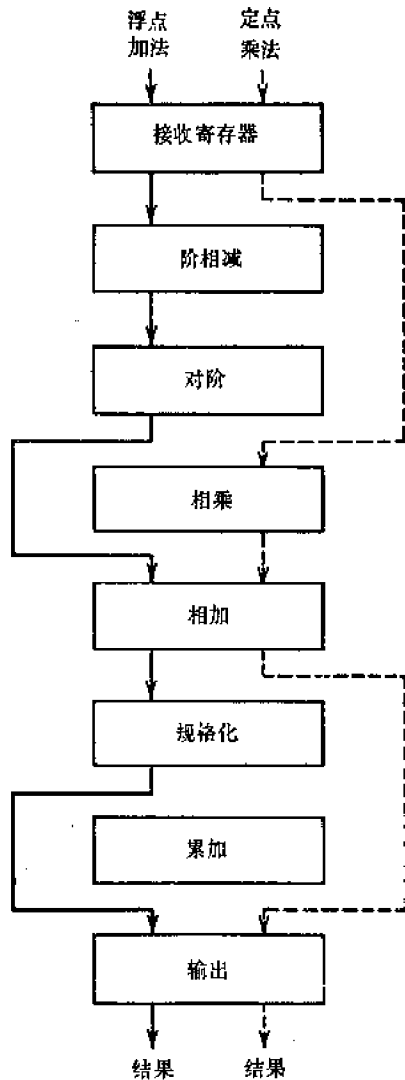 浮点
加法
定点
乘法
接收寄存器
阶相减
对阶
相乘
相加
规格化
累加
输出
结果
结果